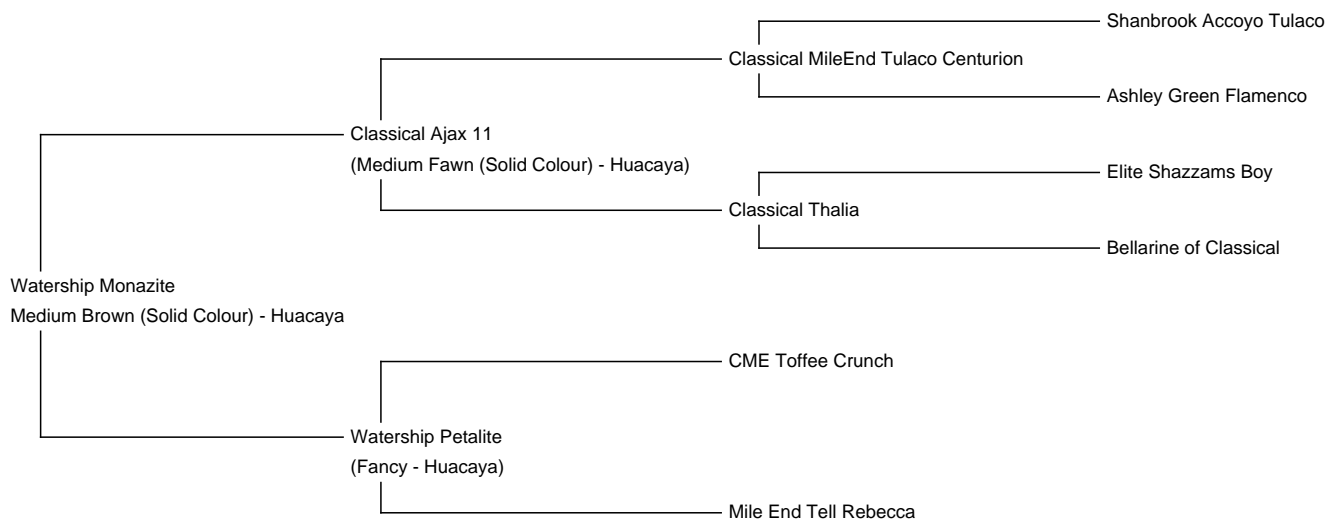 Shanbrook Accoyo Tulaco
Classical MileEnd Tulaco Centurion
Ashley Green Flamenco
Classical Ajax 11
(Medium Fawn (Solid Colour) - Huacaya)
Elite Shazzams Boy
Classical Thalia
Bellarine of Classical
Watership Monazite
Medium Brown (Solid Colour) - Huacaya
CME Toffee Crunch
Watership Petalite
(Fancy - Huacaya)
Mile End Tell Rebecca